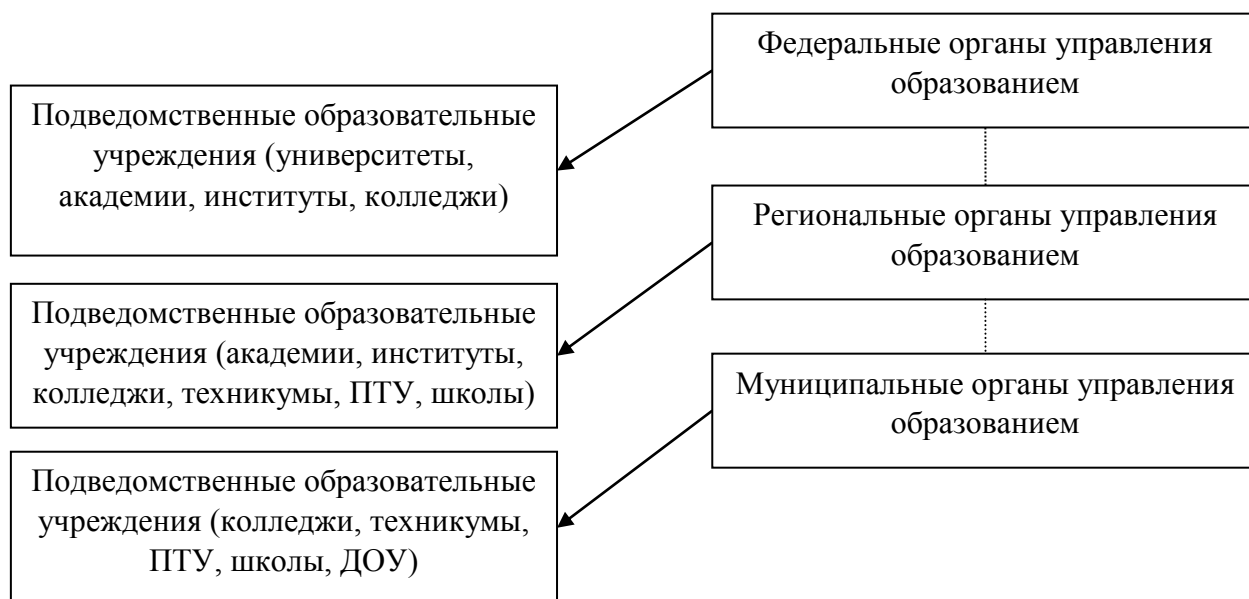 Федеральные органы управления
образованием
Подведомственные образовательные
учреждения (университеты,
академии, институты, колледжи)
Региональные органы управления
образованием
Подведомственные образовательные
учреждения (академии, институты,
колледжи, техникумы, ПТУ, школы)
Муниципальные органы управления
образованием
Подведомственные образовательные
учреждения (колледжи, техникумы,
ПТУ, школы, ДОУ)